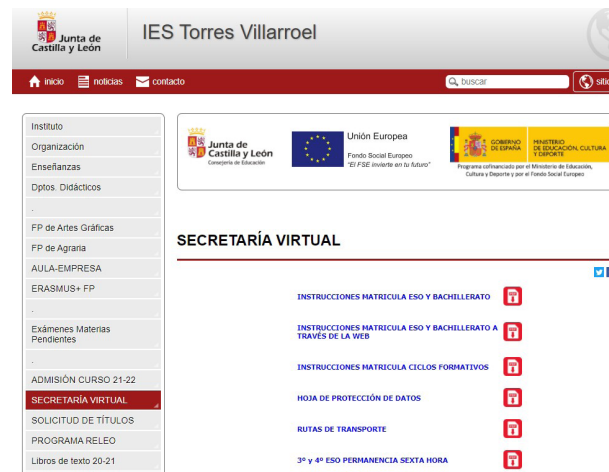 Junta de
Castilla y León
IES Torres Villarroel
inicio
noticias
contacto
buscar
Instituto
Organización
Enseñanzas
Dptos. Didácticos
.
FP de Artes Gráficas
FP de Agraria
AULA-EMPRESA
ERASMUS+ FP
.
Exámenes Materias
Pendientes
.
ADMISIÓN CURSO 21-22
SECRETARÍA VIRTUAL
SOLICITUD DE TÍTULOS
PROGRAMA RELEO
Libros de texto 20-21
Junta de
Castilla y León
Consejería de Educación
Unión Europea
Fondo Social Europeo
"El FSE invierte en tu futuro"
GOBIERNO
DE ESPAÑA
MINISTERIO
DE EDUCACIÓN, CULTURA
Y DEPORTE
Programa cofinanciado por el Ministerio de Educación,
Cultura y Deporte y por el Fondo Social Europeo
SECRETARÍA VIRTUAL
INSTRUCCIONES MATRICULA ESO Y BACHILLERATO
INSTRUCCIONES MATRICULA ESO Y BACHILLERATO A
TRAVÉS DE LA WEB
INSTRUCCIONES MATRICULA CICLOS FORMATIVOS
HOJA DE PROTECCIÓN DE DATOS
RUTAS DE TRANSPORTE
3º y 4º ESO PERMANENCIA SEXTA HORA